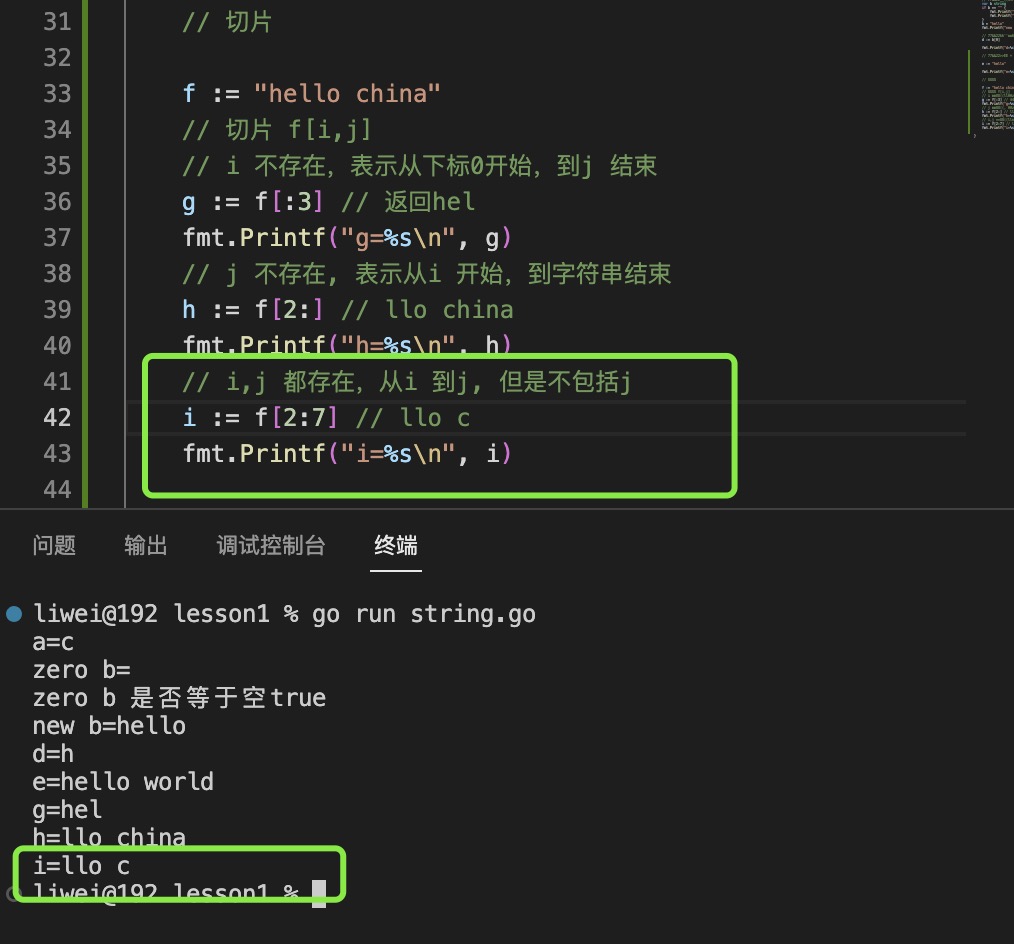 31 // 切片
32
33 f := "hello china"
34 // 切片 f[i,j]
35 // i 不存在，表示从下标0开始，到j 结束
36 g := f[:3] // 返回hel
37 fmt.Printf("g=%s\n", g)
38 // j 不存在, 表示从i 开始，到字符串结束
39 h := f[2:] // llo china
40 fmt.Printf("h=%s\n", h)
41 // i,j 都存在，从i 到j, 但是不包括j
42 i := f[2:7] // llo c
43 fmt.Printf("i=%s\n", i)
44
问题 输出 调试控制台 终端
liwei@192 lesson1 % go run string.go
a=c
zero b=
zero b 是否等于空true
new b=hello
d=h
e=hello world
g=hel
h=llo china
i=llo c
liwei@192 lesson1 %